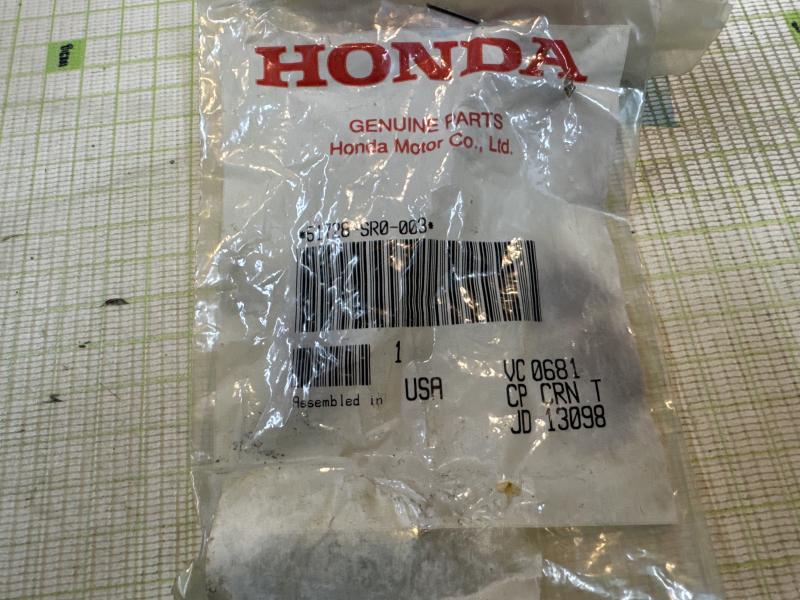 HONDA
GENUINE PARTS
Honda Motor Co., Ltd.
*51728-SR0-003*
1
Assembled in USA
VC 0681
CP CRN T
JD 13098